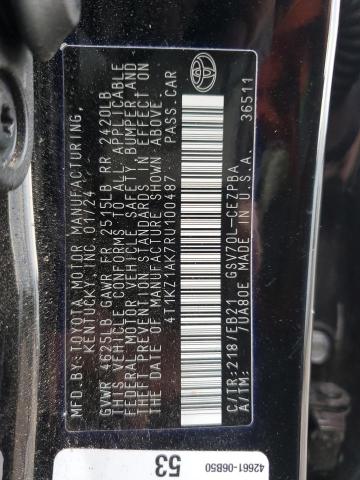 MFD.BY:TOYOTA MOTOR MANUFACTURING,
KENTUCKY, INC. 01/24
GVWR 4625LB GAWR FR 2515LB RR 2420LB
THIS VEHICLE CONFORMS TO ALL APPLICABLE
FEDERAL MOTOR VEHICLE SAFETY, BUMPER AND
THEFT PREVENTION STANDARDS IN EFFECT ON
THE DATE OF MANUFACTURE SHOWN ABOVE.
4T1KZ1AK7RU100487 PASS.CAR
C/TR:218/EB21 GSV70L-CEZPBA
A/TM: /UA80E MADE IN U.S.A. 36511
53
42661-06B50